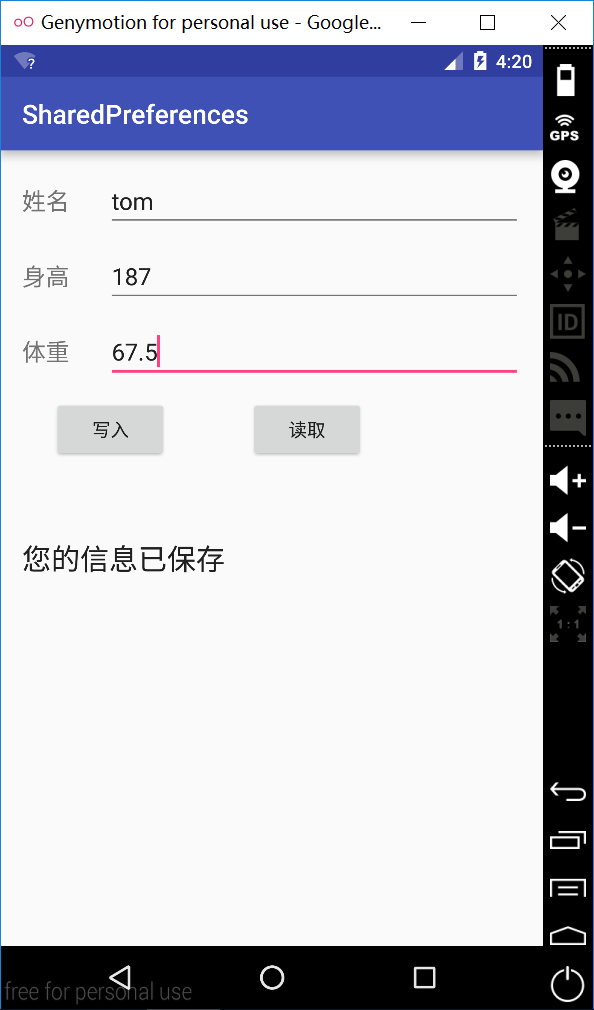 Genymotion for personal use - Google...
4:20
SharedPreferences
GPS
姓名 tom
身高 187
ID
体重 67.5
写入 读取
您的信息已保存
1:1
free for personal use